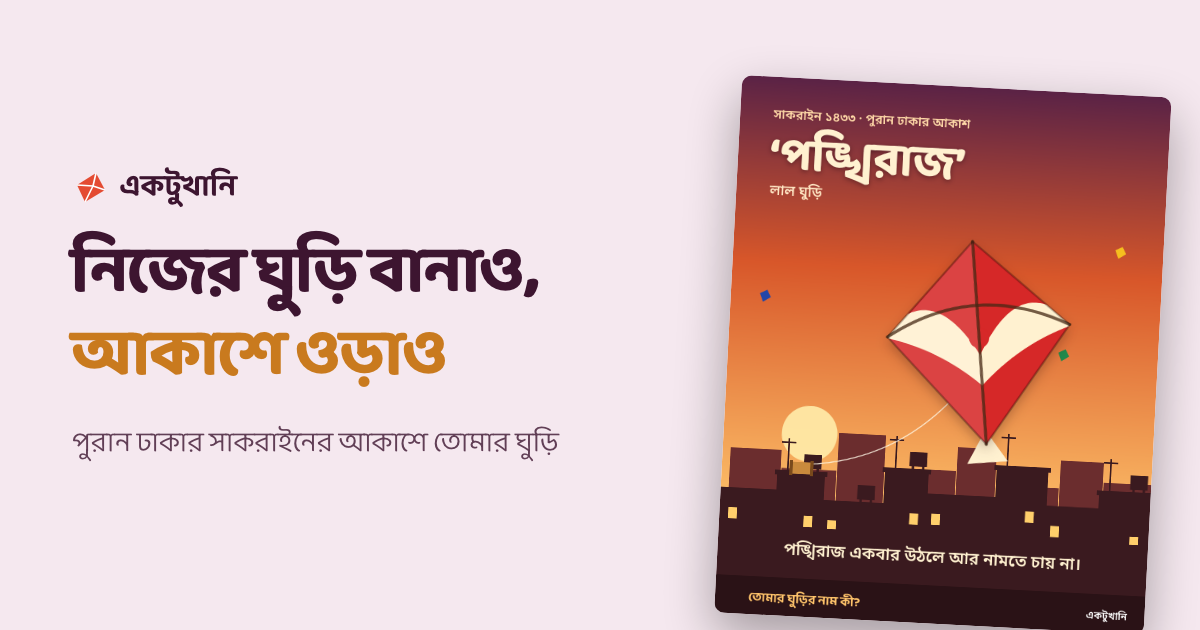 একটুখানি
নিজের ঘুড়ি বানাও,
আকাশে ওড়াও
পুরান ঢাকার সাকরাইনের আকাশে তোমার ঘুড়ি
সাকরাইন ১৪৩৩ · পুরান ঢাকার আকাশ
‘পঙ্খিরাজ’
লাল ঘুড়ি
পঙ্খিরাজ একবার উঠলে আর নামতে চায় না।
তোমার ঘুড়ির নাম কী?
একটুখানি